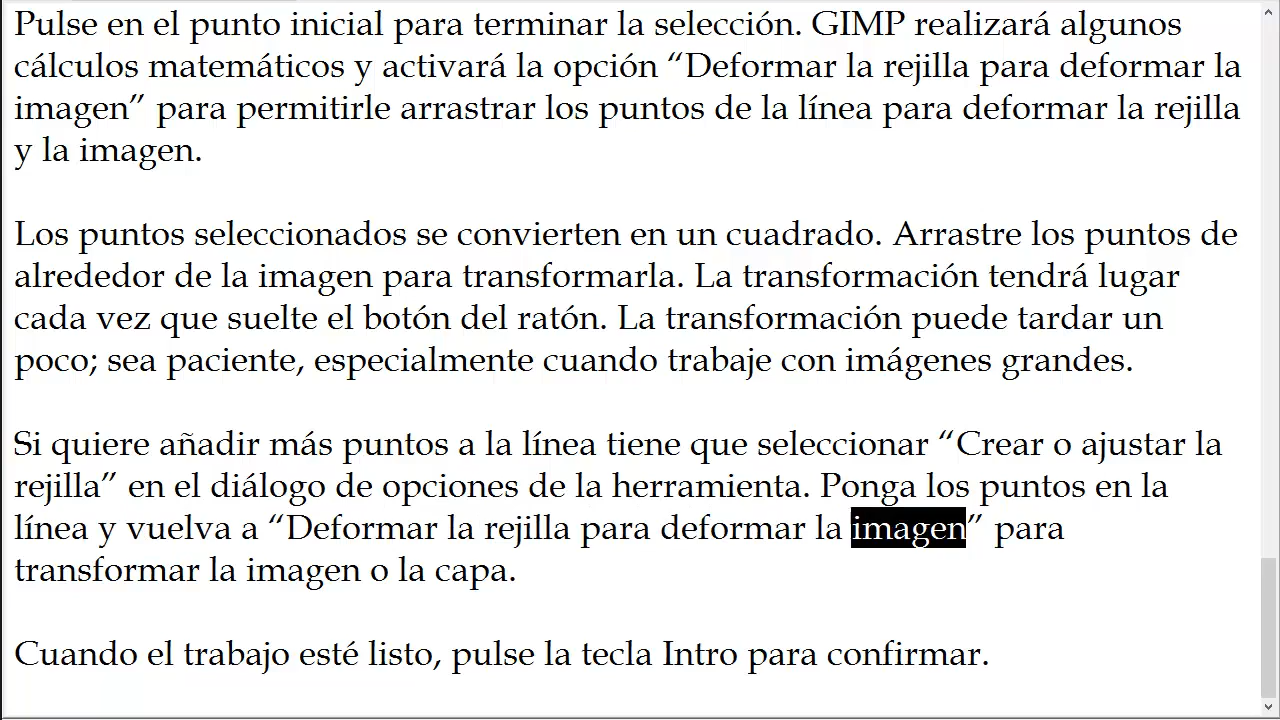 Pulse en el punto inicial para terminar la selección. GIMP realizará algunos
cálculos matemáticos y activará la opción “Deformar la rejilla para deformar la
imagen” para permitirle arrastrar los puntos de la línea para deformar la rejilla
y la imagen.
Los puntos seleccionados se convierten en un cuadrado. Arrastre los puntos de
alrededor de la imagen para transformarla. La transformación tendrá lugar
cada vez que suelte el botón del ratón. La transformación puede tardar un
poco; sea paciente, especialmente cuando trabaje con imágenes grandes.
Si quiere añadir más puntos a la línea tiene que seleccionar “Crear o ajustar la
rejilla” en el diálogo de opciones de la herramienta. Ponga los puntos en la
línea y vuelva a “Deformar la rejilla para deformar la imagen” para
transformar la imagen o la capa.
Cuando el trabajo esté listo, pulse la tecla Intro para confirmar.